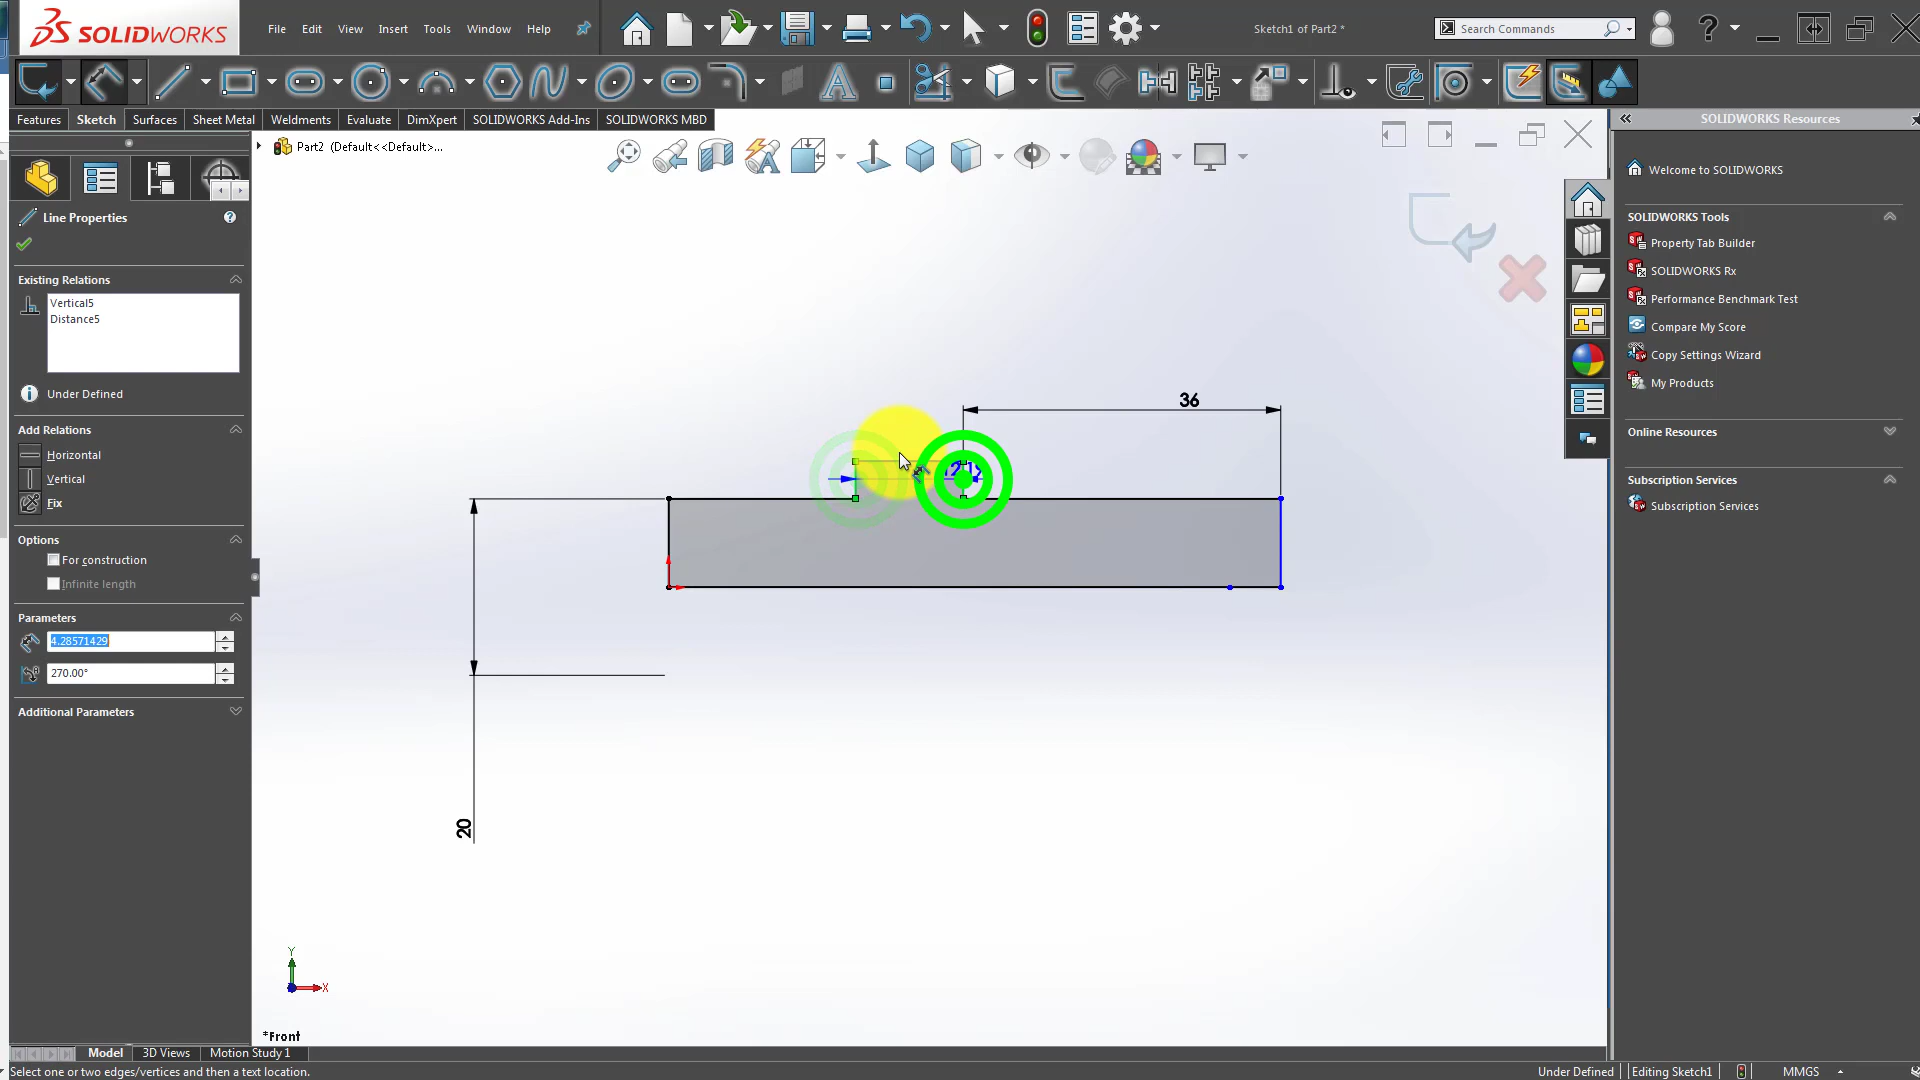 SOLIDWORKS
File Edit View Insert Tools Window Help
Sketch1 of Part2 *
Search Commands
Features Sketch Surfaces Sheet Metal Weldments Evaluate DimXpert SOLIDWORKS Add-Ins SOLIDWORKS MBD
SOLIDWORKS Resources
Part2 (Default<<Default>...
Welcome to SOLIDWORKS
Line Properties
SOLIDWORKS Tools
Property Tab Builder
SOLIDWORKS Rx
Existing Relations
Performance Benchmark Test
Vertical5
Distance5
Compare My Score
Copy Settings Wizard
My Products
Under Defined
36
Add Relations
Online Resources
Horizontal
Vertical
Subscription Services
Fix
Subscription Services
Options
For construction
Infinite length
Parameters
4.28571429
270.00°
Additional Parameters
20
Y
X
*Front
Model 3D Views Motion Study 1
Select one or two edges/vertices and then a text location.
Under Defined Editing Sketch1 MMGS